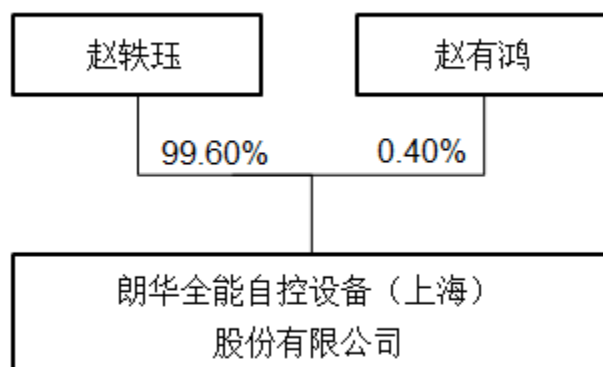 赵轶珏
赵有鸿
99.60%
0.40%
朗华全能自控设备（上海）
股份有限公司